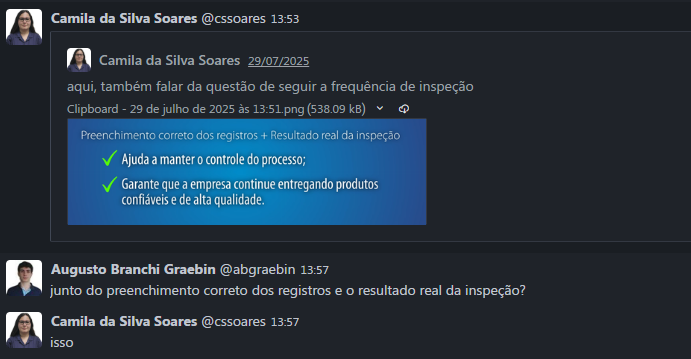 Camila da Silva Soares @cssoares 13:53
Camila da Silva Soares 29/07/2025
aqui, também falar da questão de seguir a frequência de inspeção
Clipboard - 29 de julho de 2025 às 13:51.png (538.09 kB)
Preenchimento correto dos registros + Resultado real da inspeção
Ajuda a manter o controle do processo;
Garante que a empresa continue entregando produtos
confiáveis e de alta qualidade.
Augusto Branchi Graebin @abgraebin 13:57
junto do preenchimento correto dos registros e o resultado real da inspeção?
Camila da Silva Soares @cssoares 13:57
isso